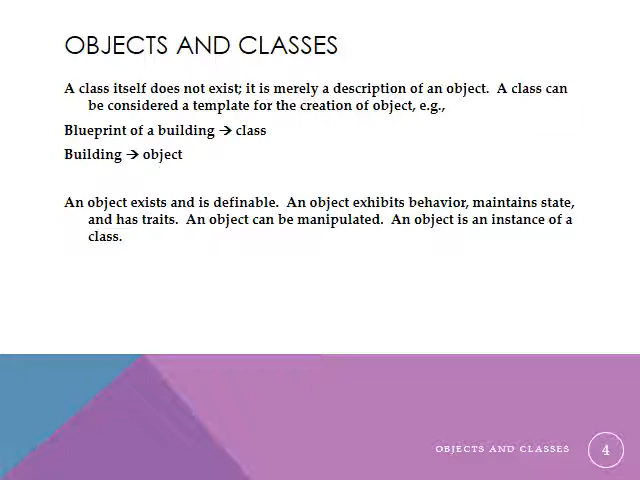 OBJECTS AND CLASSES
A class itself does not exist; it is merely a description of an object. A class can
be considered a template for the creation of object, e.g.,
Blueprint of a building → class
Building → object
An object exists and is definable. An object exhibits behavior, maintains state,
and has traits. An object can be manipulated. An object is an instance of a
class.
OBJECTS AND CLASSES
4